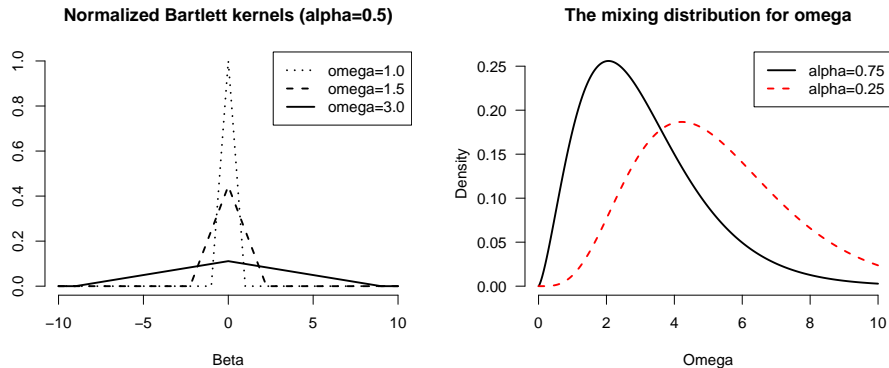 Normalized Bartlett kernels (alpha=0.5)
omega=1.0
omega=1.5
omega=3.0
1.0
0.8
0.6
0.4
0.2
0.0
−10 −5 0 5 10
Beta
The mixing distribution for omega
alpha=0.75
alpha=0.25
Density
0.25
0.20
0.15
0.10
0.05
0.00
0 2 4 6 8 10
Omega